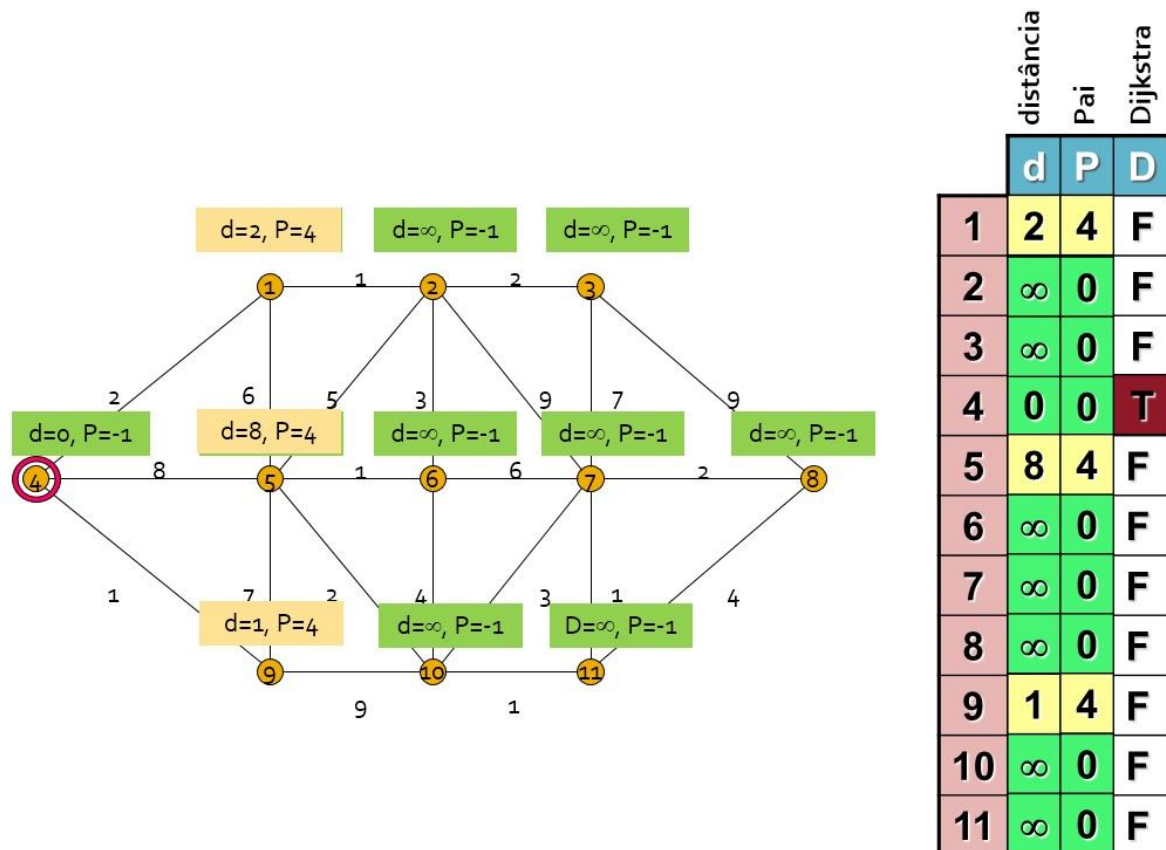 distância Pai Dijkstra
d P D
d=2, P=4 d=∞, P=-1 d=∞, P=-1
1 2 4 F
1 1 2 2 3
2 ∞ 0 F
3 ∞ 0 F
2 6 5 3 9 7 9
4 0 0 T
d=0, P=-1 d=8, P=4 d=∞, P=-1 d=∞, P=-1 d=∞, P=-1
4 8 5 1 6 6 7 2 8
5 8 4 F
6 ∞ 0 F
1 7 2 4 3 1 4
7 ∞ 0 F
d=1, P=4 d=∞, P=-1 D=∞, P=-1
8 ∞ 0 F
9 10 11
9 1
9 1 4 F
10 ∞ 0 F
11 ∞ 0 F